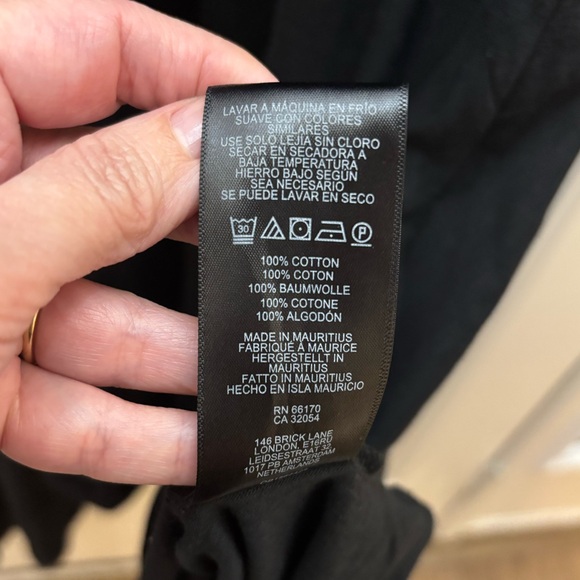 LAVAR A MÁQUINA EN FRÍO
SUAVE CON COLORES
SIMILARES
USE SOLO LEJÍA SIN CLORO
SECAR EN SECADORA A
BAJA TEMPERATURA
HIERRO BAJO SEGÚN
SEA NECESARIO
SE PUEDE LAVAR EN SECO
30 P
100% COTTON
100% COTON
100% BAUMWOLLE
100% COTONE
100% ALGODÓN
MADE IN MAURITIUS
FABRIQUÉ À MAURICE
HERGESTELLT IN
MAURITIUS
FATTO IN MAURITIUS
HECHO EN ISLA MAURICIO
RN 66170
CA 32054
146 BRICK LANE
LONDON, E16RU
LEIDSESTRAAT 32,
1017 PB AMSTERDAM
NETHERLANDS